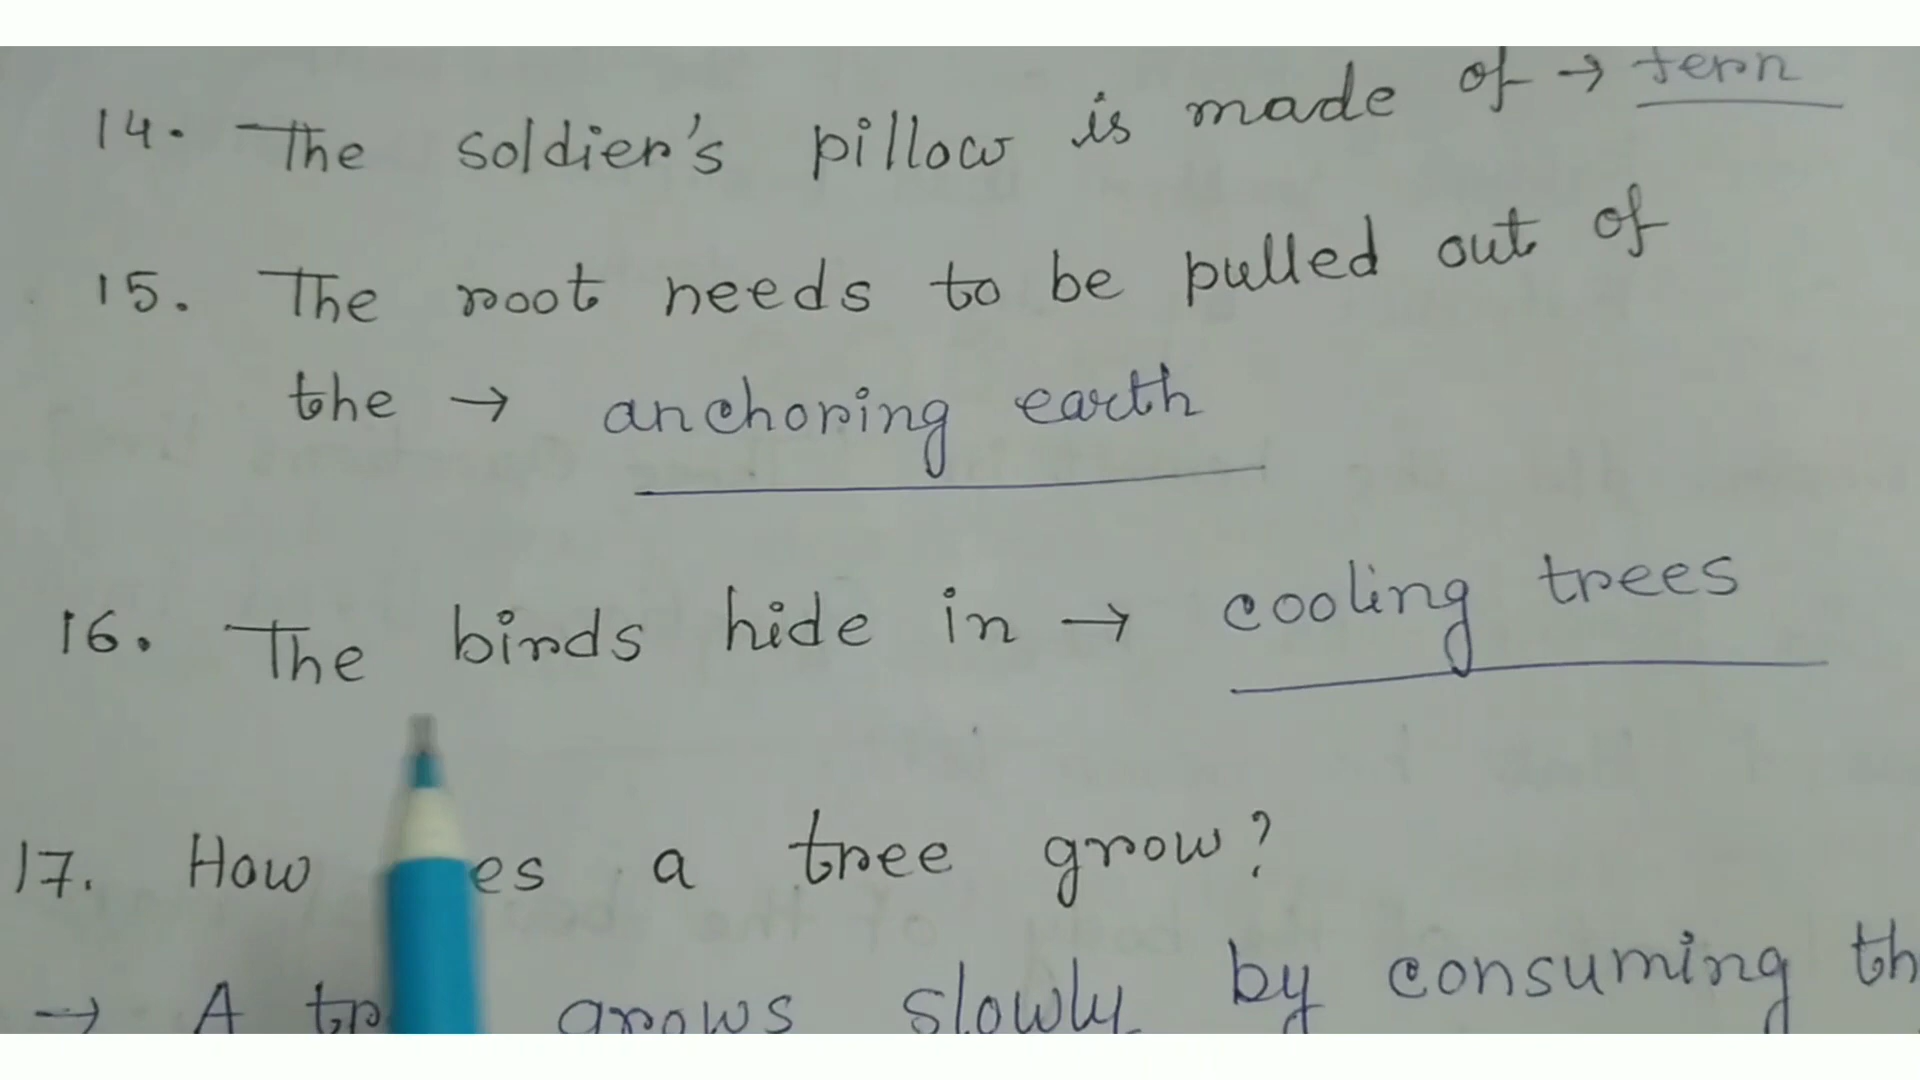 14. The soldier's pillow is made of → fern
15. The root needs to be pulled out of
the → anchoring earth
16. The birds hide in → cooling trees
17. How es a tree grow?
→ A grows slowly by consuming th